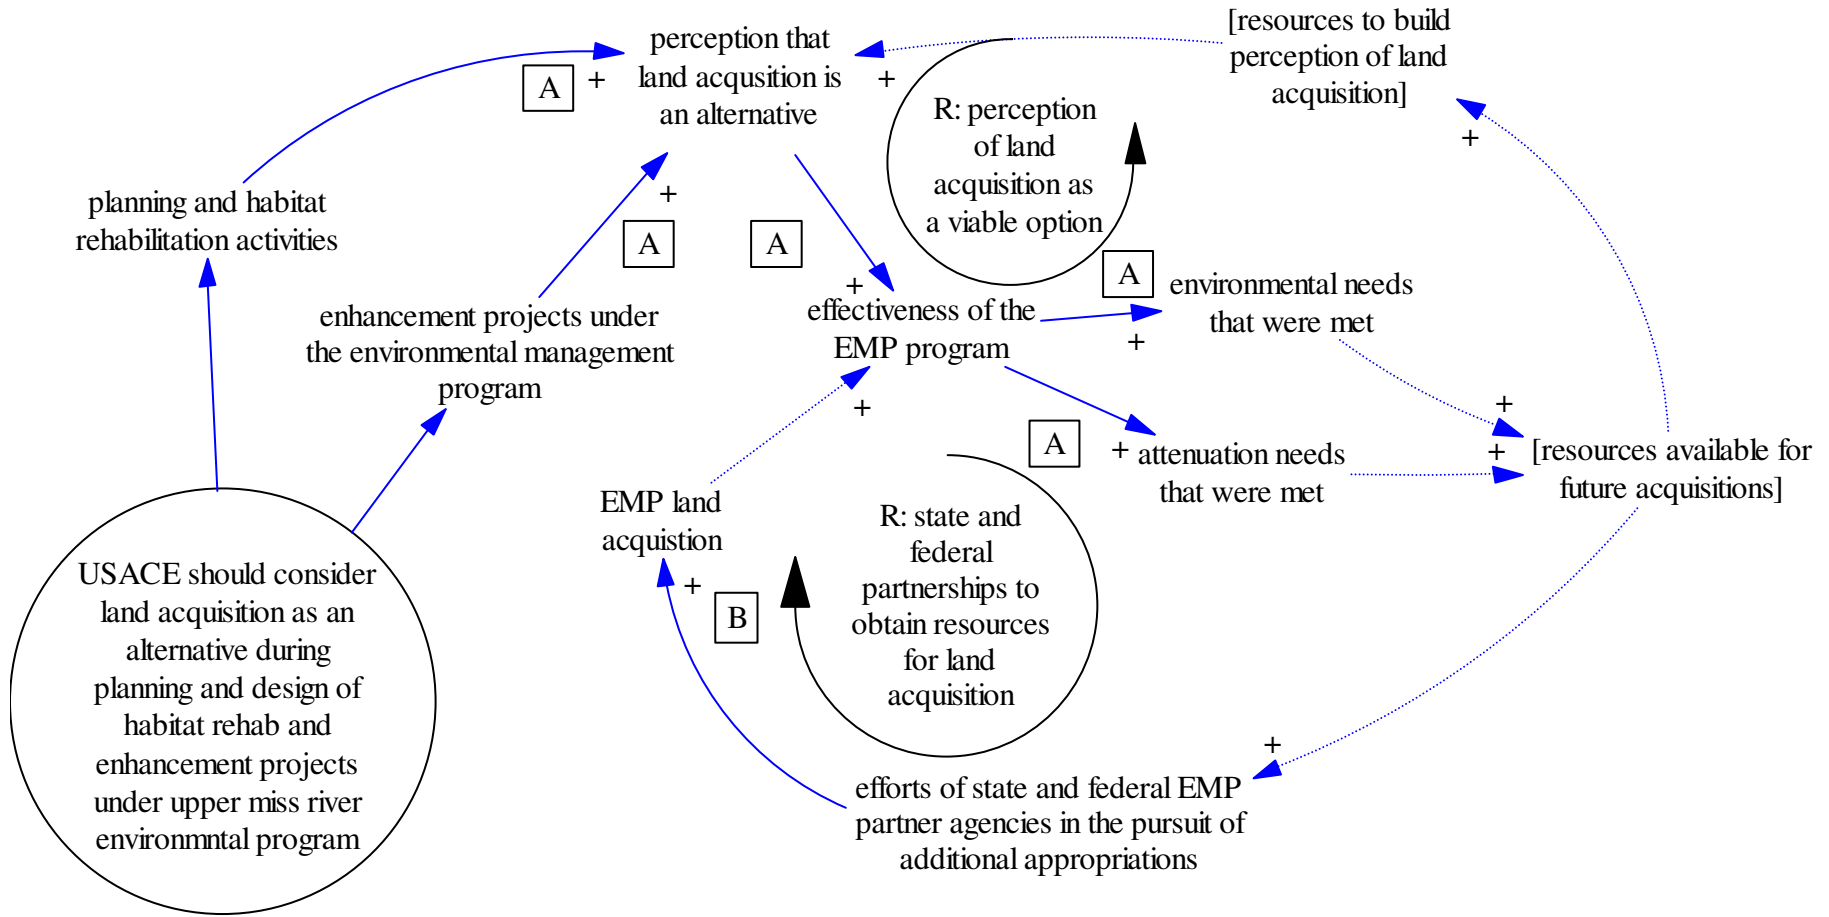 perception that
land acqusition is
an alternative
[resources to build
perception of land
acquisition]
A
+
+
R: perception
of land
acquisition as
a viable option
+
planning and habitat
rehabilitation activities
+
A
A
+
A
environmental needs
that were met
enhancement projects under
the environmental management
program
effectiveness of the
EMP program
+
+
+
A
+
attenuation needs
that were met
+
[resources available for
future acquisitions]
EMP land
acquistion
+
B
R: state and
federal
partnerships to
obtain resources
for land
acquisition
USACE should consider
land acquisition as an
alternative during
planning and design of
habitat rehab and
enhancement projects
under upper miss river
environmntal program
+
efforts of state and federal EMP
partner agencies in the pursuit of
additional appropriations